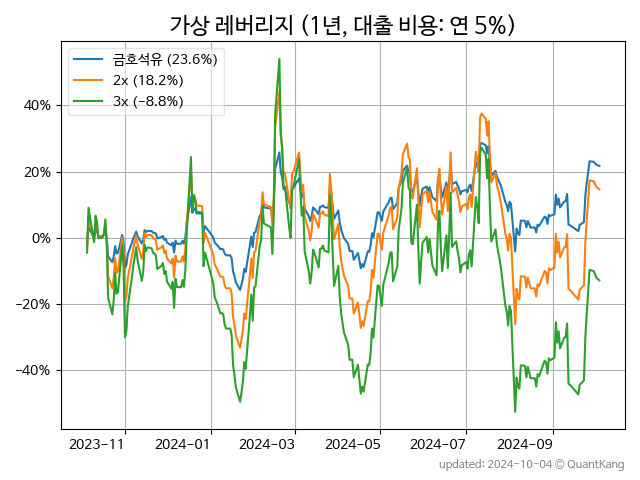 가상 레버리지 (1년, 대출 비용: 연 5%)
금호석유 (23.6%)
2x (18.2%)
3x (-8.8%)
40%
20%
0%
−20%
−40%
2023-11 2024-01 2024-03 2024-05 2024-07 2024-09
updated: 2024-10-04 © QuantKang